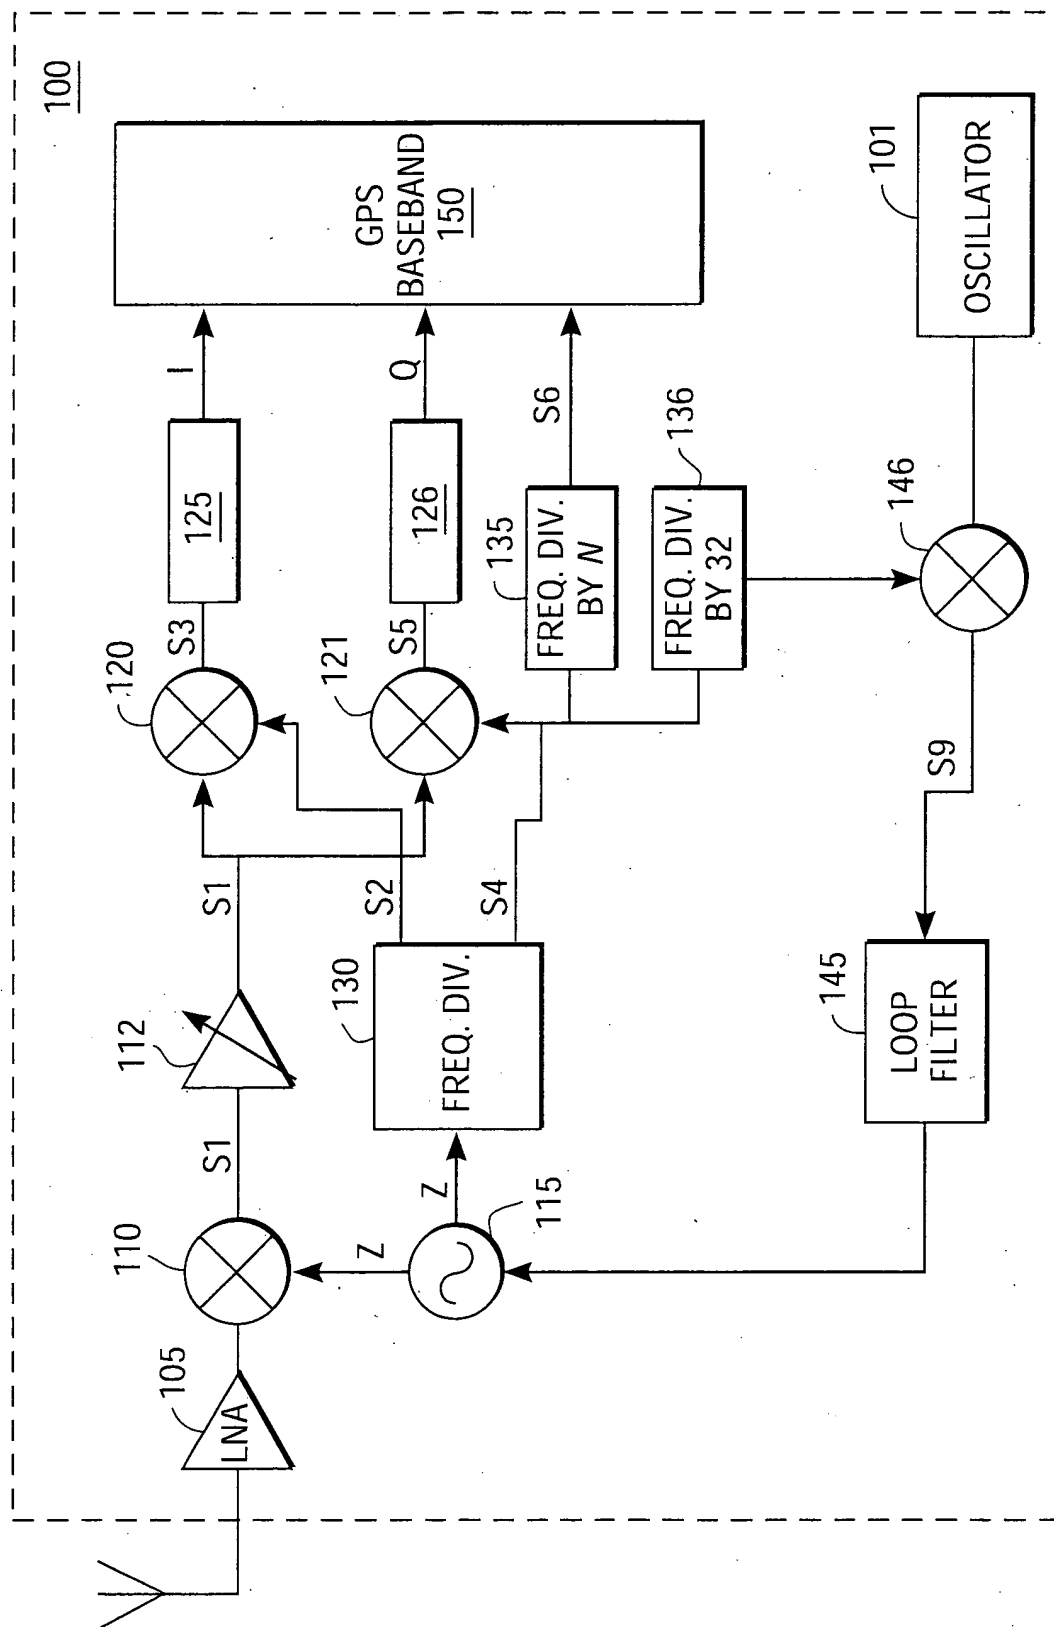 100
GPS
BASEBAND
150
I
Q
S6
125
126
135
FREQ. DIV.
BY N
136
FREQ. DIV.
BY 32
101
OSCILLATOR
146
120
S3
121
S5
S1
S2
S4
S9
112
130
FREQ. DIV.
145
LOOP
FILTER
S1
110
Z
Z
115
105
LNA